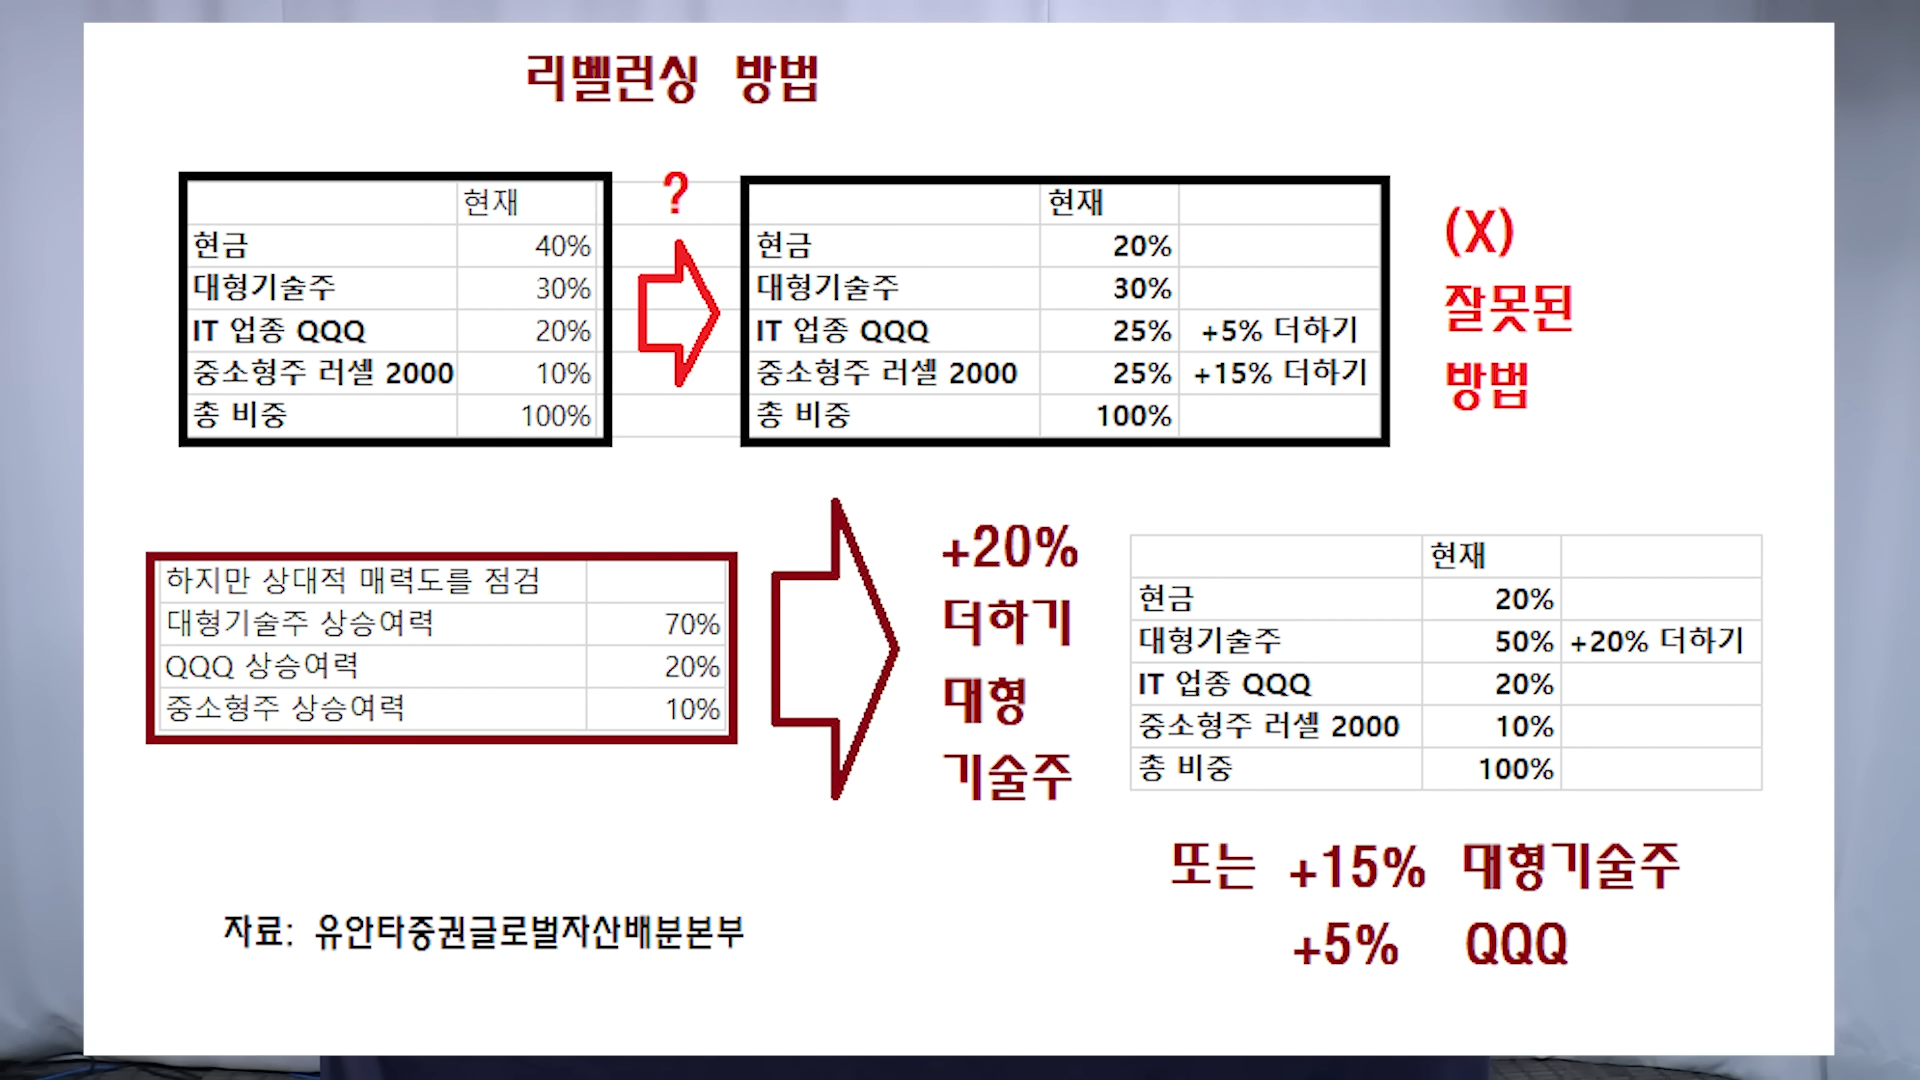 리벨런싱 방법
현재
현금 40%
대형기술주 30%
IT 업종 QQQ 20%
중소형주 러셀 2000 10%
총 비중 100%
?
현재
현금 20%
대형기술주 30%
IT 업종 QQQ 25% +5% 더하기
중소형주 러셀 2000 25% +15% 더하기
총 비중 100%
(X)
잘못된
방법
하지만 상대적 매력도를 점검
대형기술주 상승여력 70%
QQQ 상승여력 20%
중소형주 상승여력 10%
+20%
더하기
대형
기술주
현재
현금 20%
대형기술주 50% +20% 더하기
IT 업종 QQQ 20%
중소형주 러셀 2000 10%
총 비중 100%
또는 +15% 대형기술주
+5% QQQ
자료: 유안타증권글로벌자산배분본부